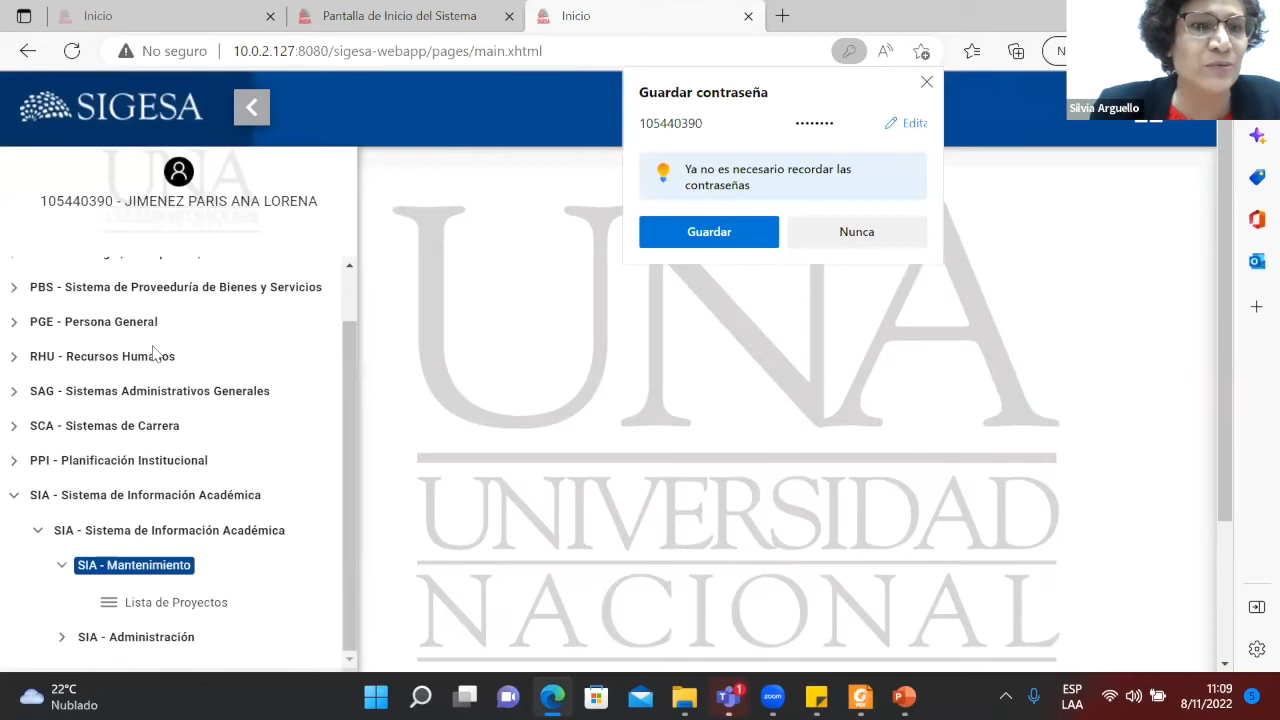 Inicio
Pantalla de Inicio del Sistema
Inicio
No seguro
10.0.2.127:8080/sigesa-webapp/pages/main.xhtml
Silvia Arguello
SIGESA
Guardar contraseña
105440390
Edita
Ya no es necesario recordar las
contraseñas
Guardar
Nunca
UNA
105440390 - JIMENEZ PARIS ANA LORENA
PBS - Sistema de Proveeduría de Bienes y Servicios
PGE - Persona General
RHU - Recursos Humanos
SAG - Sistemas Administrativos Generales
SCA - Sistemas de Carrera
PPI - Planificación Institucional
SIA - Sistema de Información Académica
SIA - Sistema de Información Académica
SIA - Mantenimiento
Lista de Proyectos
SIA - Administración
UNA
UNIVERSIDAD
NACIONAL
22°C
Nublado
1
zoom
ESP
LAA
11:09
8/11/2022
5